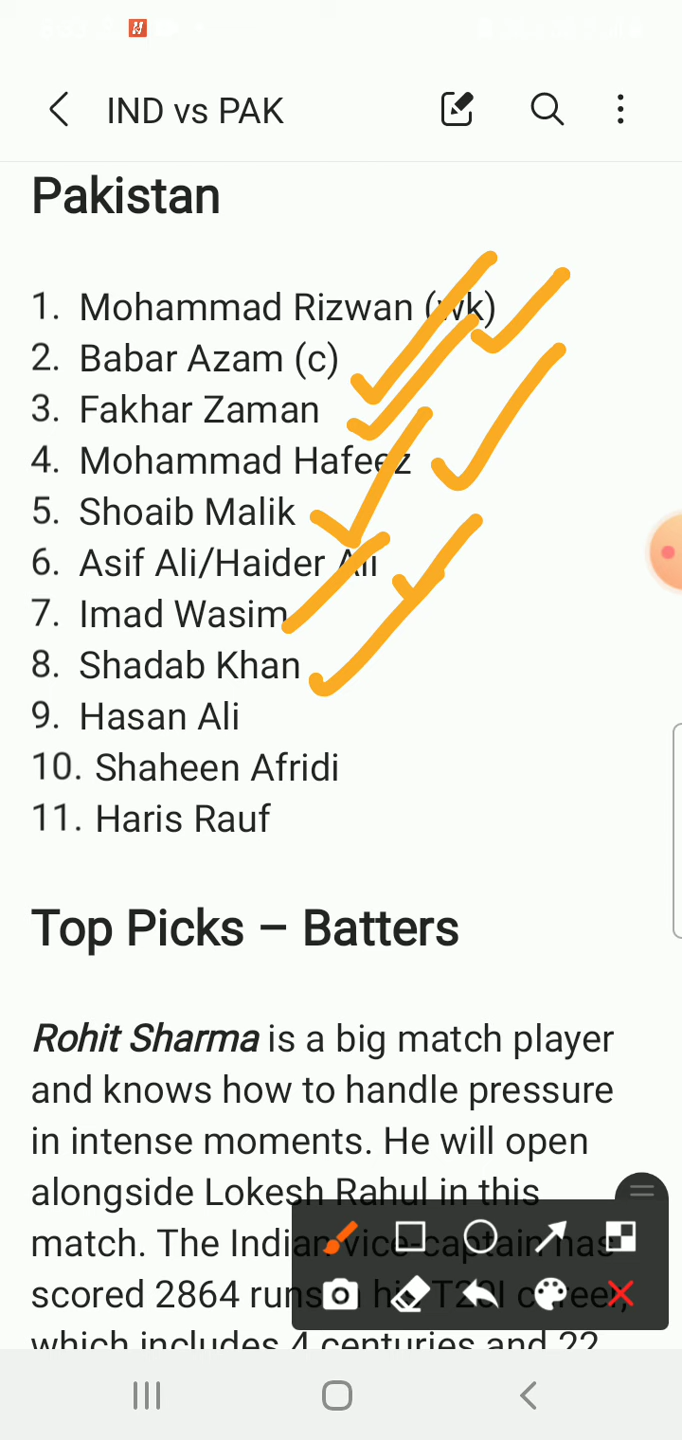 IND vs PAK
Pakistan
1. Mohammad Rizwan (wk)
2. Babar Azam (c)
3. Fakhar Zaman
4. Mohammad Hafeez
5. Shoaib Malik
6. Asif Ali/Haider Ali
7. Imad Wasim
8. Shadab Khan
9. Hasan Ali
10. Shaheen Afridi
11. Haris Rauf
Top Picks – Batters
Rohit Sharma is a big match player
and knows how to handle pressure
in intense moments. He will open
alongside Lokesh Rahul in this
match. The Indian vice-captain has
scored 2864 runs in his T20I career,
which includes 4 centuries and 22